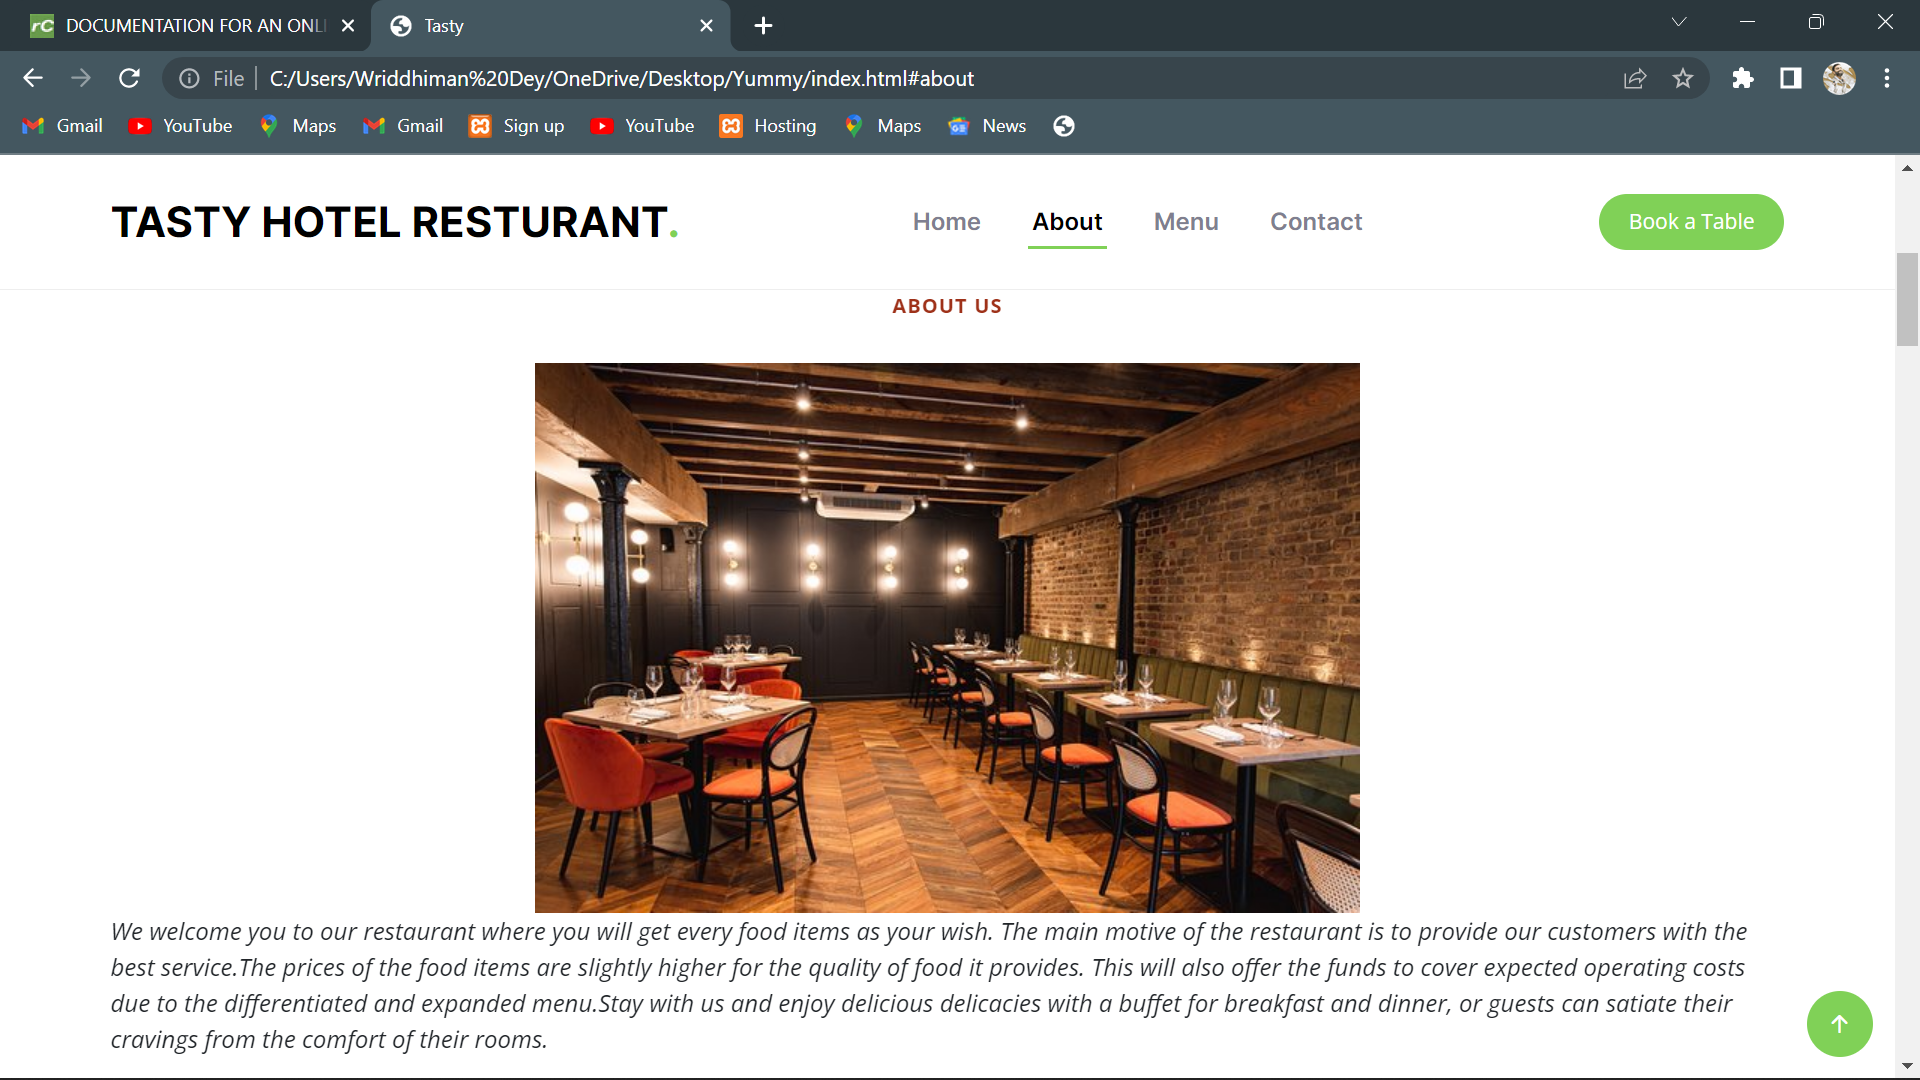 DOCUMENTATION FOR AN ONLI
Tasty
File
C:/Users/Wriddhiman%20Dey/OneDrive/Desktop/Yummy/index.html#about
Gmail YouTube Maps Gmail Sign up YouTube Hosting Maps News
TASTY HOTEL RESTURANT.
Home About Menu Contact
Book a Table
ABOUT US
We welcome you to our restaurant where you will get every food items as your wish. The main motive of the restaurant is to provide our customers with the
best service.The prices of the food items are slightly higher for the quality of food it provides. This will also offer the funds to cover expected operating costs
due to the differentiated and expanded menu.Stay with us and enjoy delicious delicacies with a buffet for breakfast and dinner, or guests can satiate their
cravings from the comfort of their rooms.